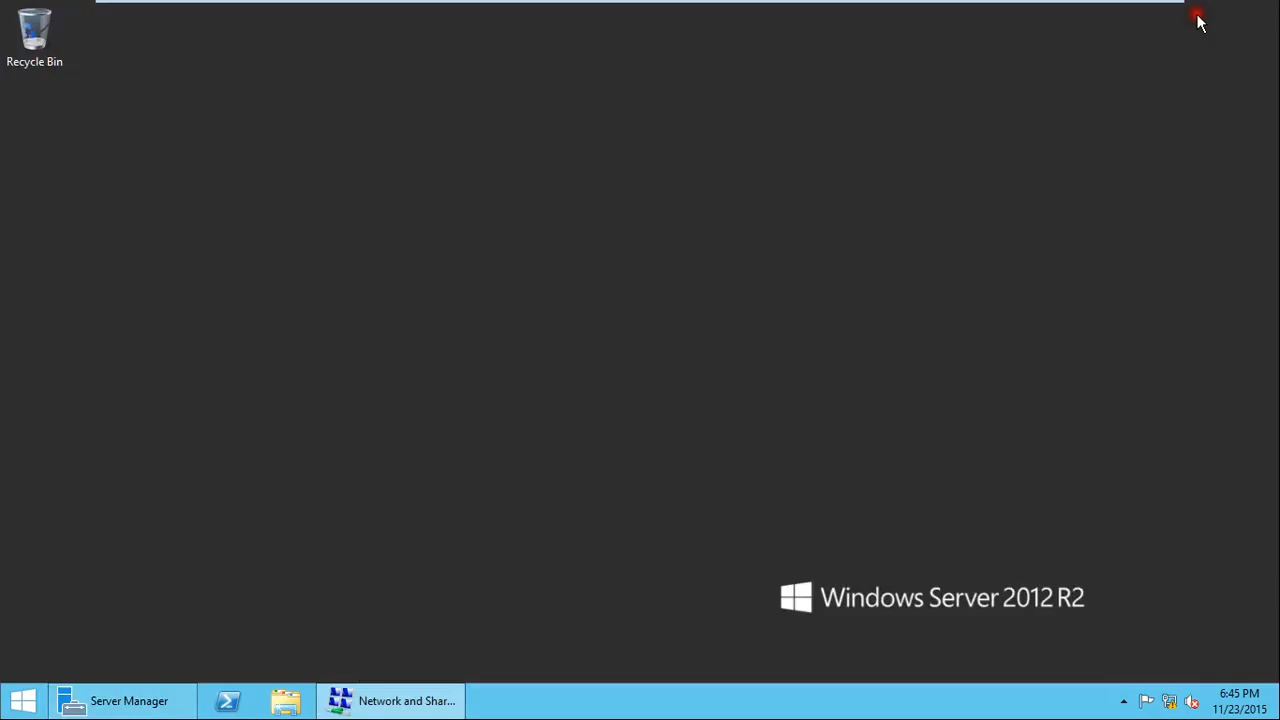 Recycle Bin
Windows Server 2012 R2
Server Manager
Network and Shar...
6:45 PM
11/23/2015